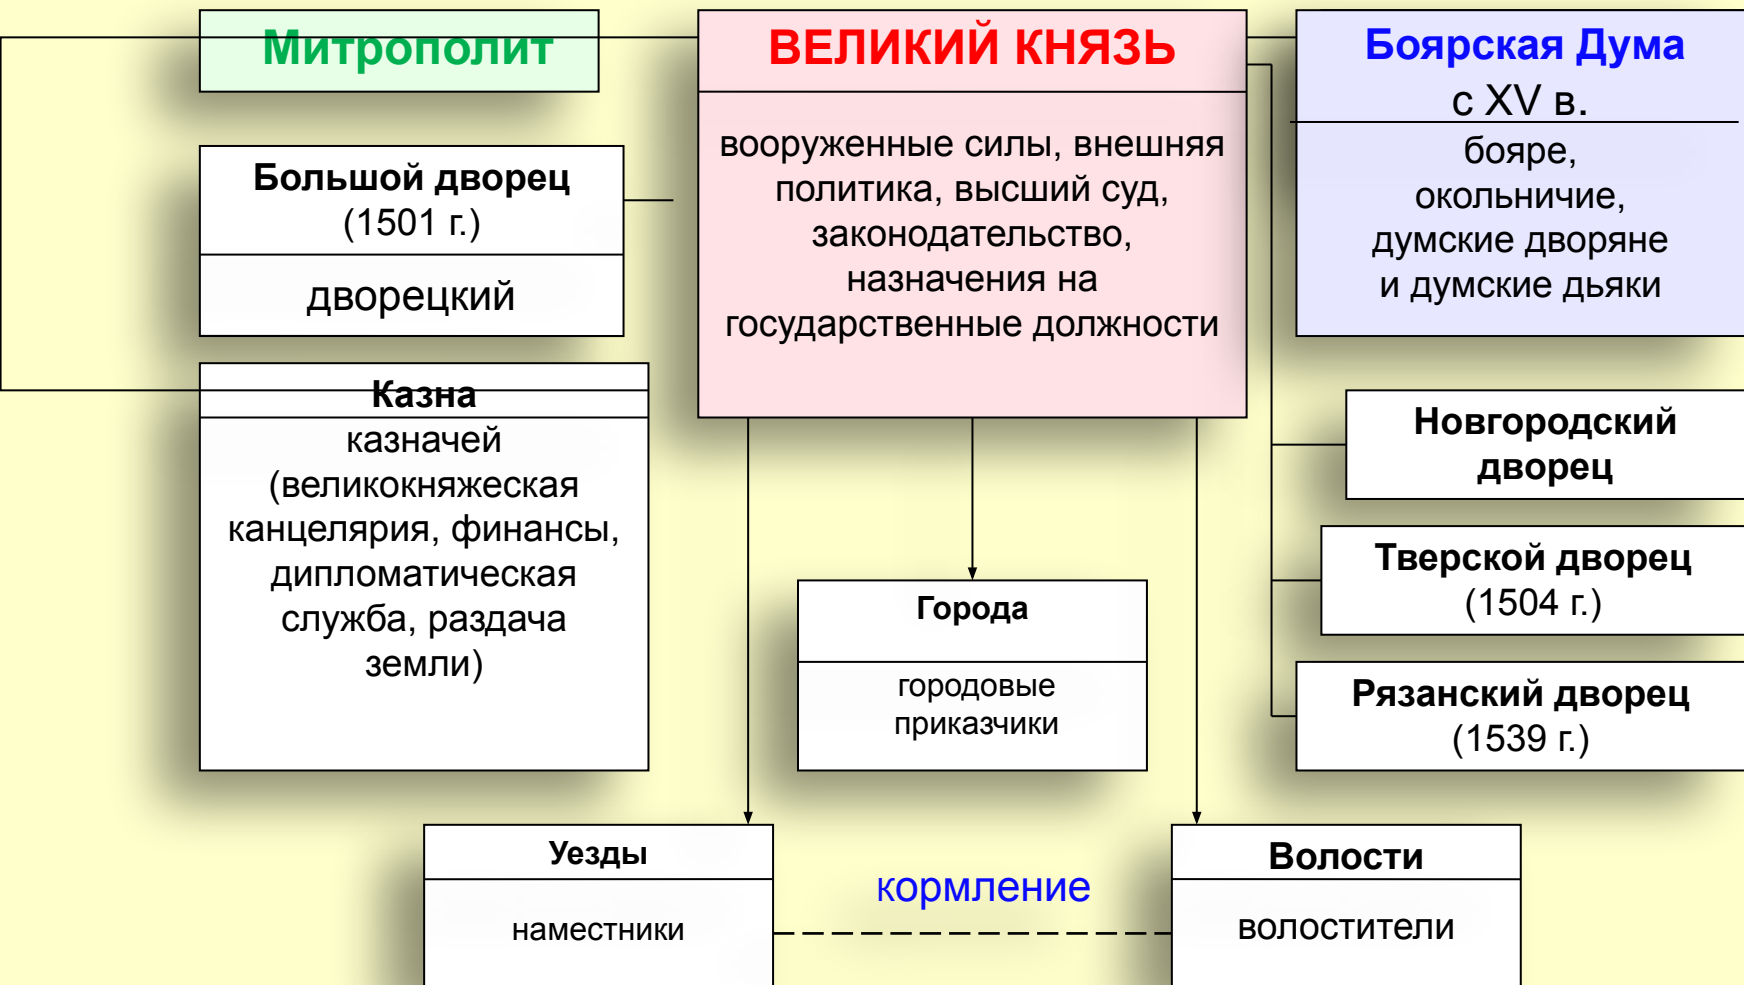 Митрополит
ВЕЛИКИЙ КНЯЗЬ
вооруженные силы, внешняя
политика, высший суд,
законодательство,
назначения на
государственные должности
Боярская Дума
с XV в.
бояре,
окольничие,
думские дворяне
и думские дьяки
Большой дворец
(1501 г.)
дворецкий
Казна
казначей
(великокняжеская
канцелярия, финансы,
дипломатическая
служба, раздача
земли)
Новгородский
дворец
Тверской дворец
(1504 г.)
Рязанский дворец
(1539 г.)
Города
городовые
приказчики
Уезды
наместники
кормление
Волости
волостители